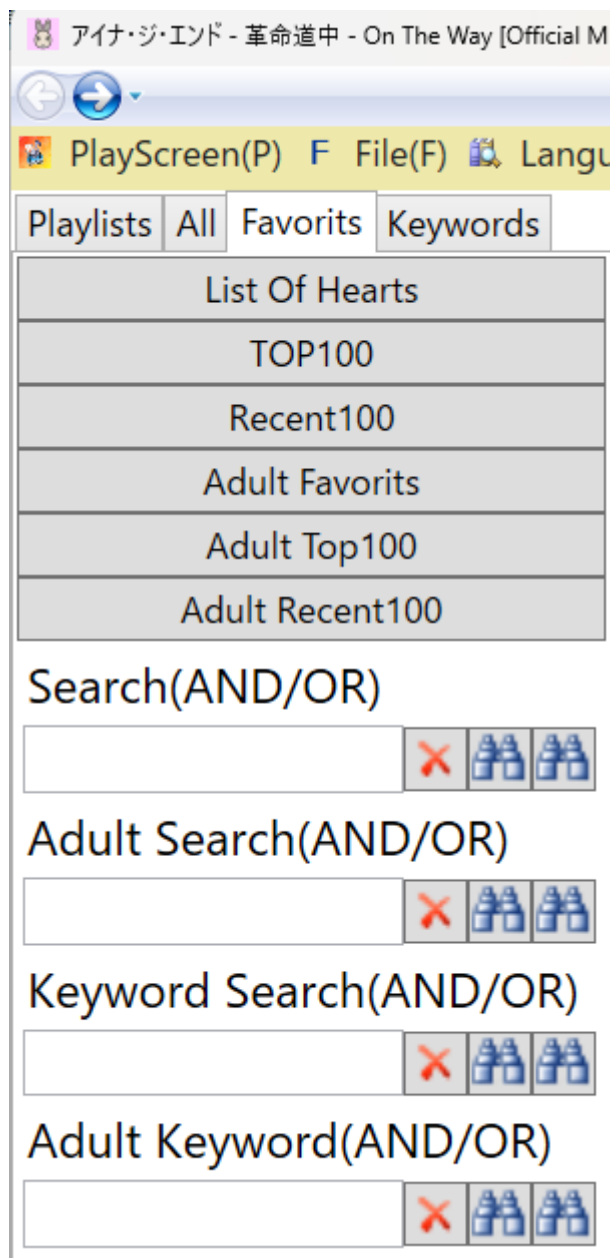 アイナ・ジ・エンド - 革命道中 - On The Way [Official M
PlayScreen(P) F File(F) Langu
Playlists All Favorits Keywords
List Of Hearts
TOP100
Recent100
Adult Favorits
Adult Top100
Adult Recent100
Search(AND/OR)
Adult Search(AND/OR)
Keyword Search(AND/OR)
Adult Keyword(AND/OR)